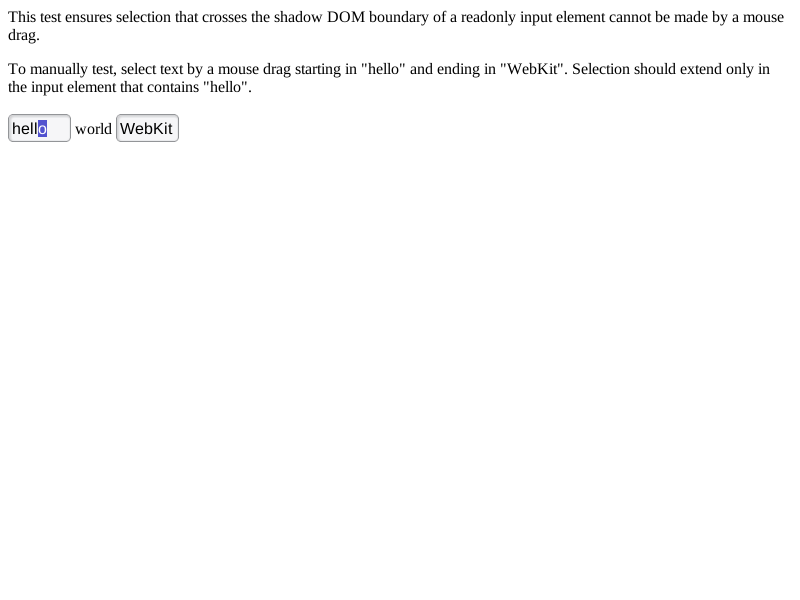 This test ensures selection that crosses the shadow DOM boundary of a readonly input element cannot be made by a mouse
drag.
To manually test, select text by a mouse drag starting in "hello" and ending in "WebKit". Selection should extend only in
the input element that contains "hello".
hello world WebKit